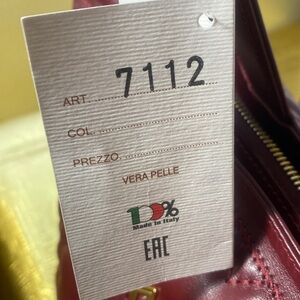 ART. 7112
COL.
PREZZO.
VERA PELLE
100%
Made in Italy
EAC